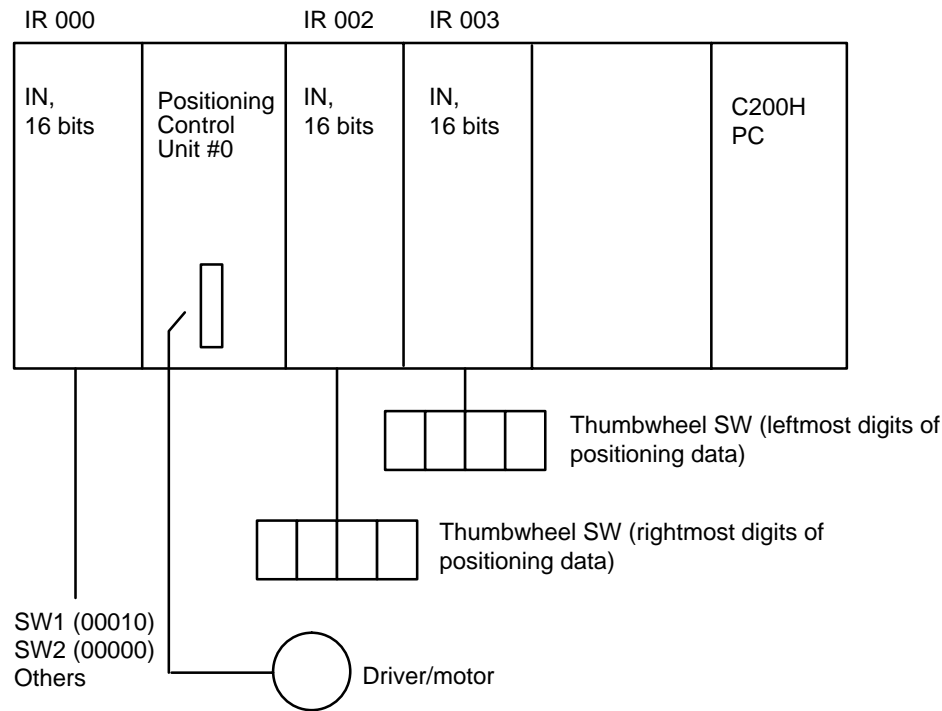 IR 000
IR 002
IR 003
IN,
16 bits
Positioning
Control
Unit #0
IN,
16 bits
IN,
16 bits
C200H
PC
Thumbwheel SW (leftmost digits of
positioning data)
Thumbwheel SW (rightmost digits of
positioning data)
SW1 (00010)
SW2 (00000)
Others
Driver/motor